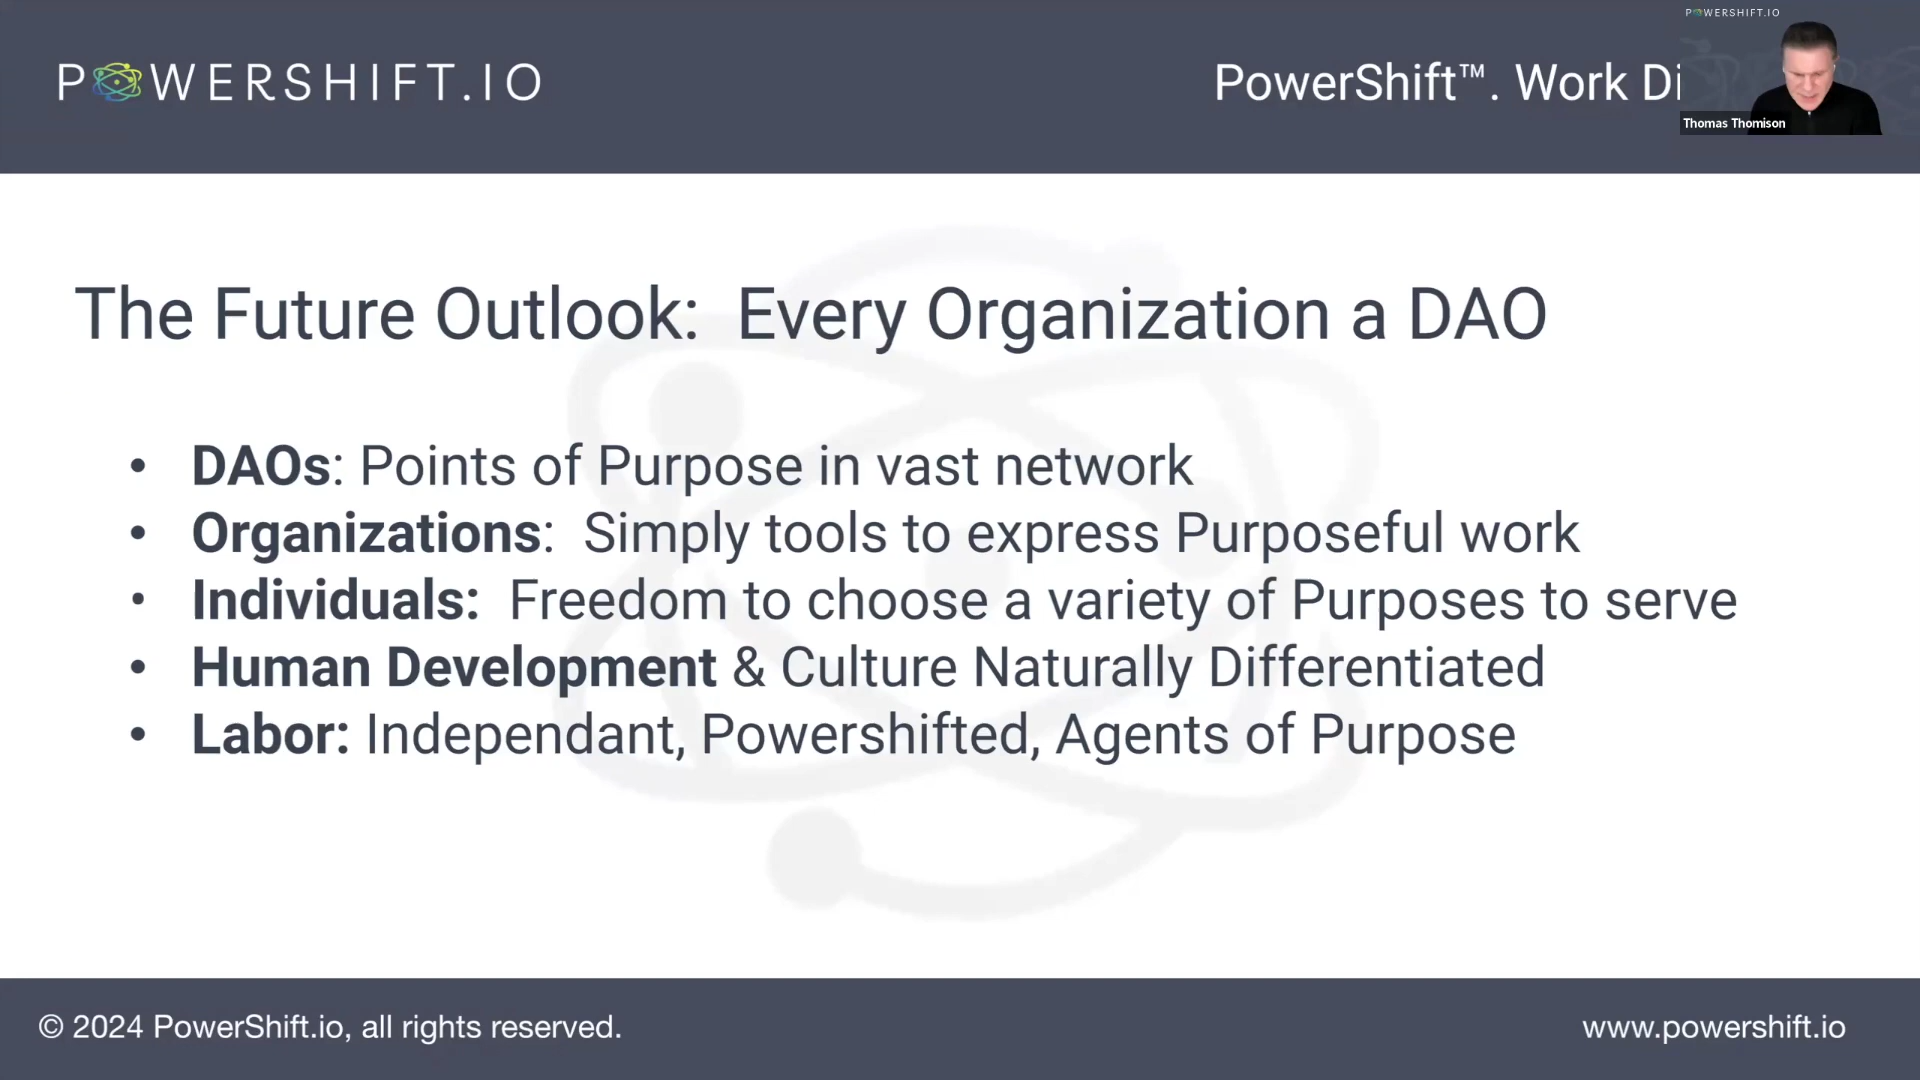 POWERSHIFT.IO
PowerShift™. Work Di
POWERSHIFT.IO
Thomas Thomison
The Future Outlook:  Every Organization a DAO
• DAOs: Points of Purpose in vast network
• Organizations:  Simply tools to express Purposeful work
• Individuals:  Freedom to choose a variety of Purposes to serve
• Human Development & Culture Naturally Differentiated
• Labor: Independant, Powershifted, Agents of Purpose
© 2024 PowerShift.io, all rights reserved.
www.powershift.io